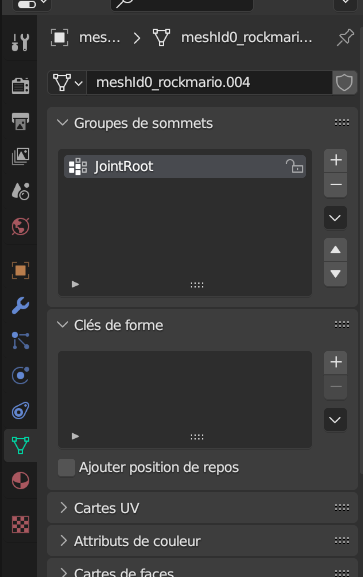 mes...
meshId0_rockmari...
meshId0_rockmario.004
Groupes de sommets
JointRoot
Clés de forme
Ajouter position de repos
Cartes UV
Attributs de couleur
Cartes de faces